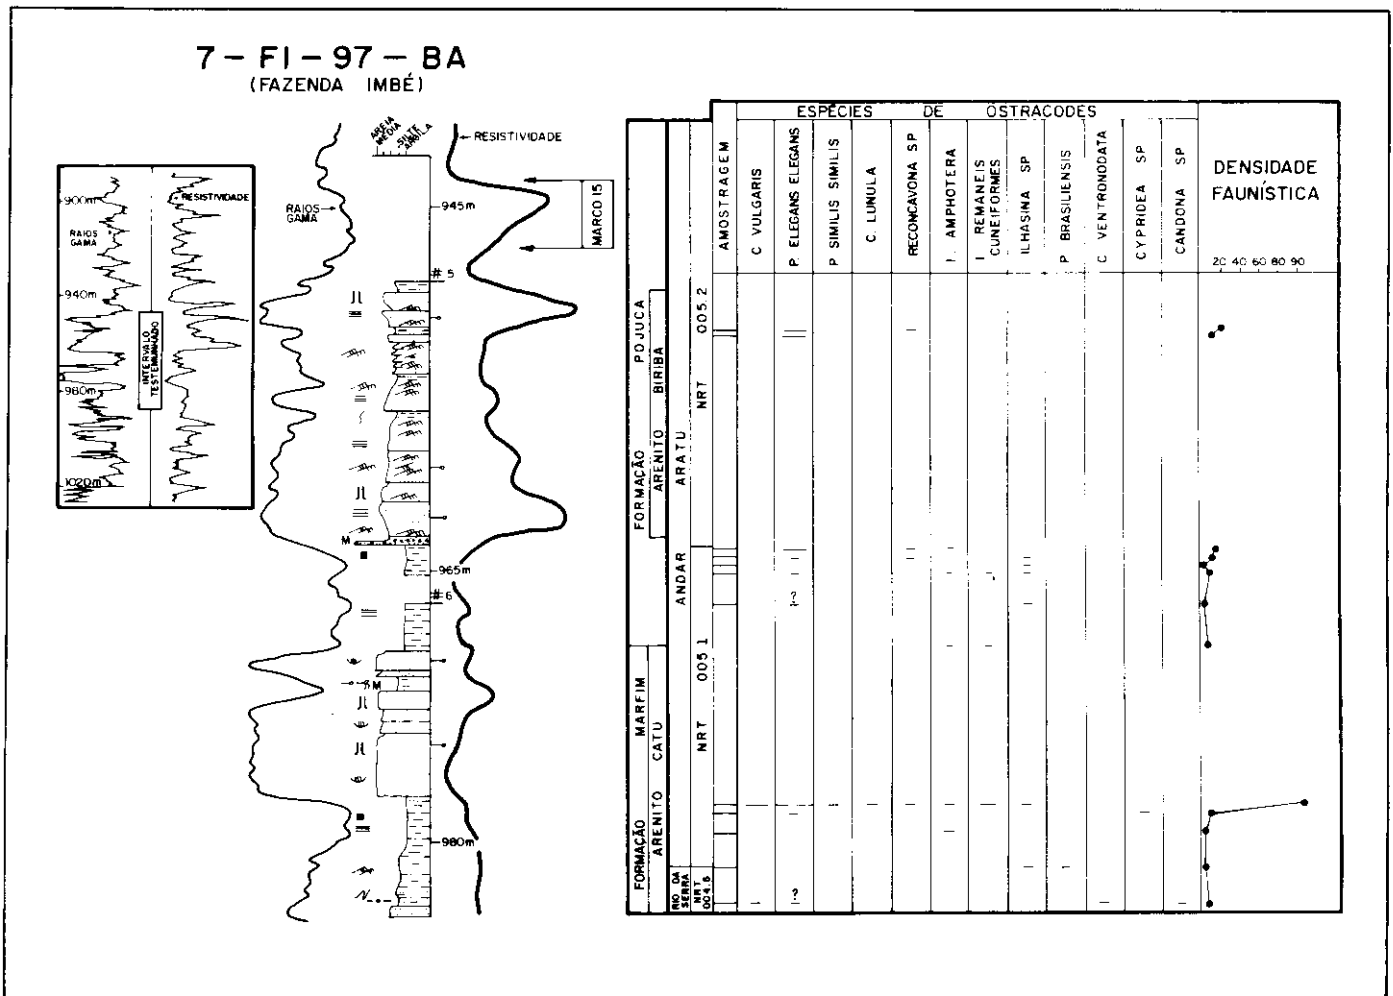 7 - FI - 97 - BA
(FAZENDA IMBÉ)
AREIA
MÉDIA
SILTE
ARGILA
RESISTIVIDADE
RAIOS
GAMA
945m
MARCO 15
# 5
M
965m
# 6
M
980m
900m
RESISTIVIDADE
RAIOS
GAMA
940m
INTERVALO
TESTEMUNHADO
980m
1020m
ESPÉCIES DE OSTRACODES
AMOSTRAGEM
C VULGARIS
P. ELEGANS ELEGANS
P SIMILIS SIMILIS
C. LUNULA
RECONCAVONA SP
I. AMPHOTERA
I REMANEIS
CUNEIFORMES
ILHASINA SP
P BRASILIENSIS
C VENTRONODATA
CYPRIDEA SP
CANDONA SP
DENSIDADE
FAUNÍSTICA
20 40 60 80 90
FORMAÇÃO POJUCA
ARENITO BIRIBA
ANDAR ARATU
NRT 005.2
NRT 005.1
FORMAÇÃO MARFIM
ARENITO CATU
RIO DA
SERRA
NRT
004.8
?
?